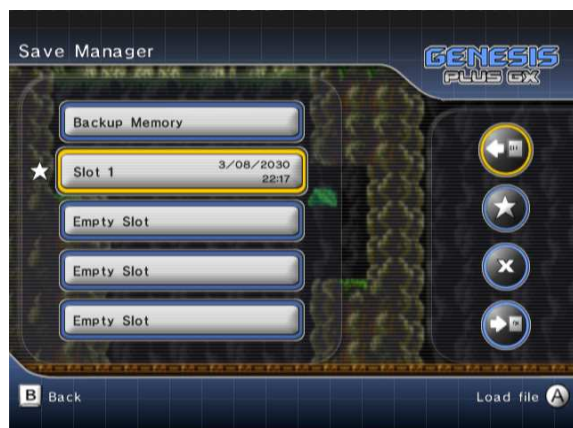 Save Manager
GENESIS
PLUS GX
Backup Memory
Slot 1
3/08/2030
22:17
Empty Slot
Empty Slot
Empty Slot
B Back
Load file A